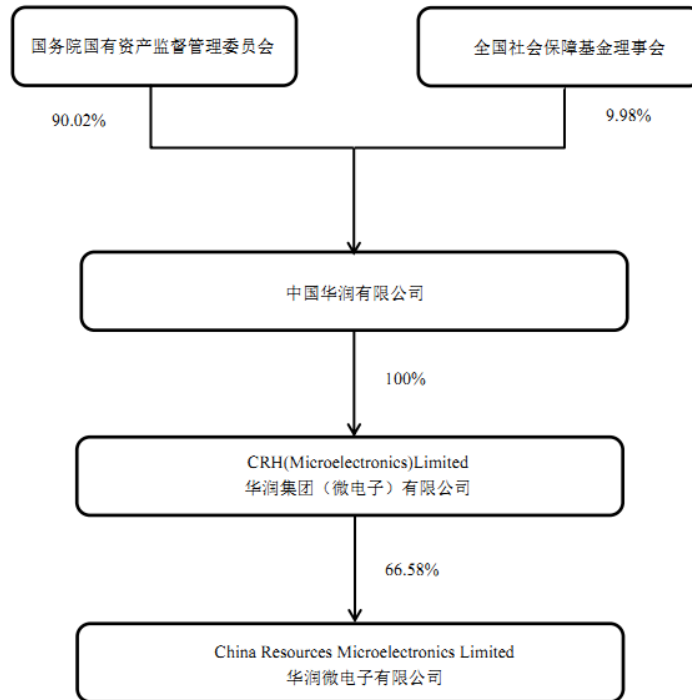 国务院国有资产监督管理委员会
全国社会保障基金理事会
90.02%
9.98%
中国华润有限公司
100%
CRH(Microelectronics)Limited
华润集团（微电子）有限公司
66.58%
China Resources Microelectronics Limited
华润微电子有限公司